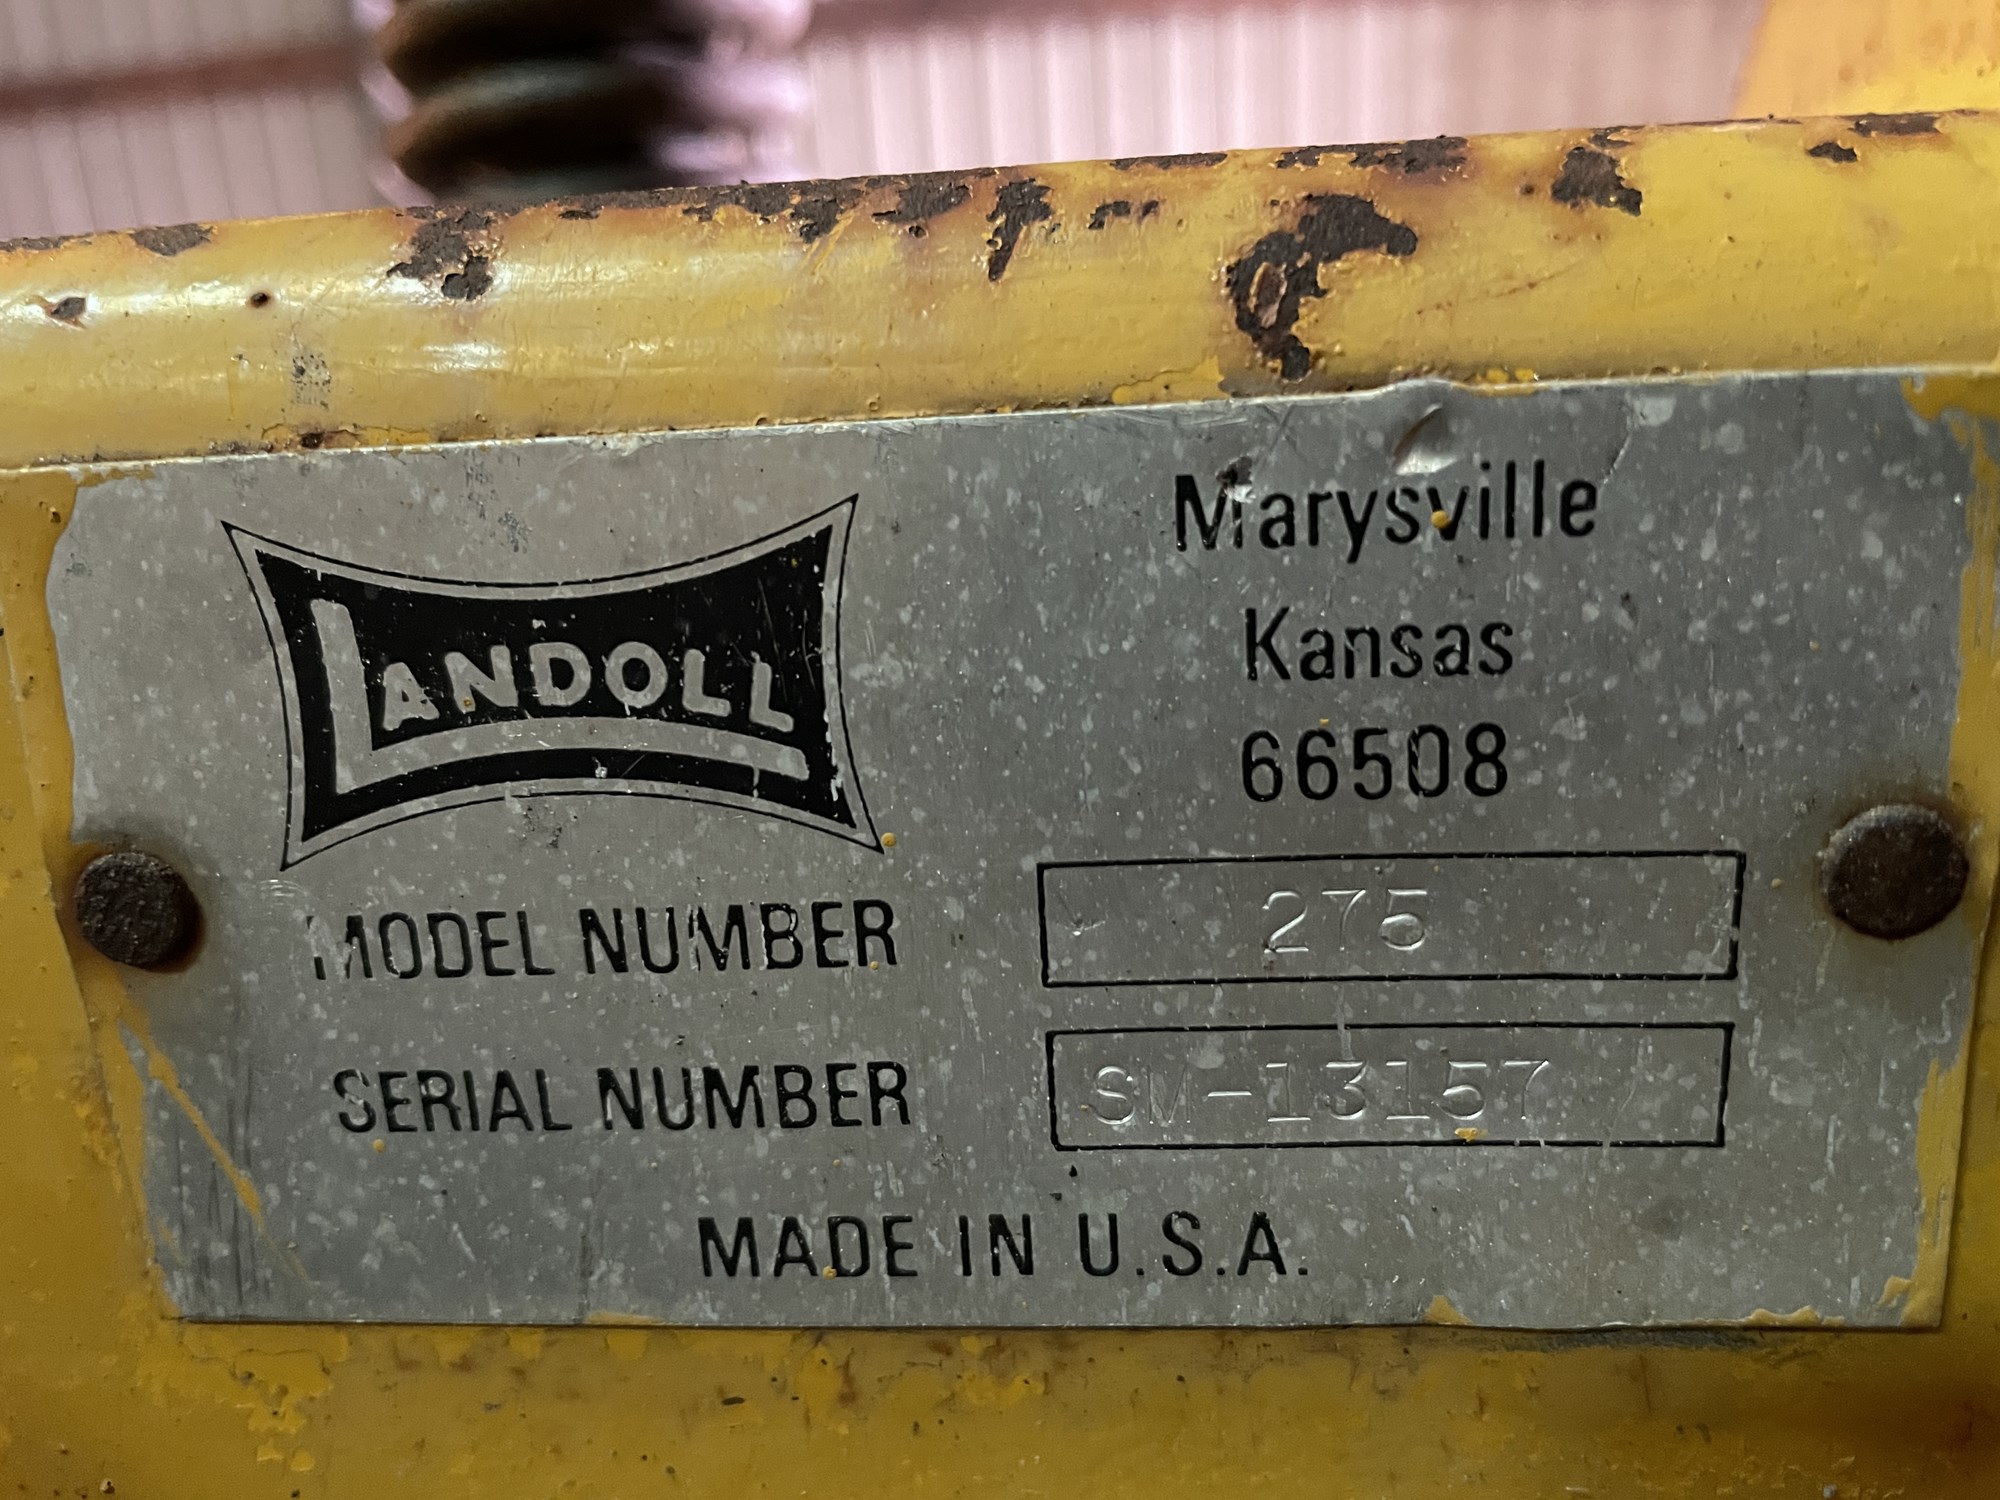 LANDOLL
Marysville
Kansas
66508
MODEL NUMBER 275
SERIAL NUMBER SM-13157
MADE IN U.S.A.